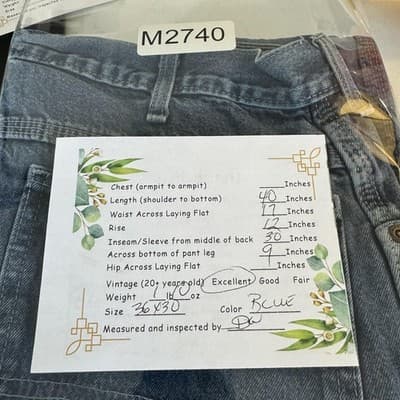 M2740
Chest (armpit to armpit) Inches
Length (shoulder to bottom) 40 Inches
Waist Across Laying Flat 17 Inches
Rise 12 Inches
Inseam/Sleeve from middle of back 30 Inches
Across bottom of pant leg 9 Inches
Hip Across Laying Flat Inches
Vintage (20+ years old) Excellent Good Fair
Weight 1 lb 10 oz
Size 36x30 Color BLUE
Measured and inspected by